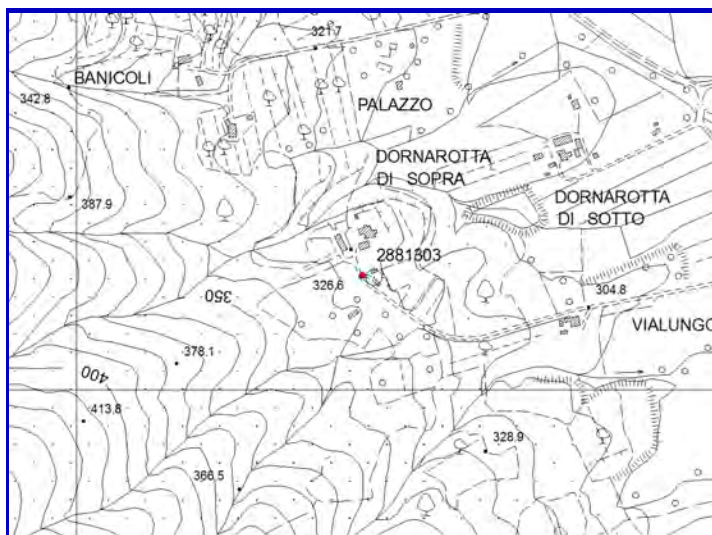 321.7
BANICOLI
342.8
PALAZZO
DORNAROTTA
DI SOPRA
387.9
DORNAROTTA
DI SOTTO
2881303
326.6
350
304.8
VIALUNGO
378.1
400
413.8
328.9
366.5